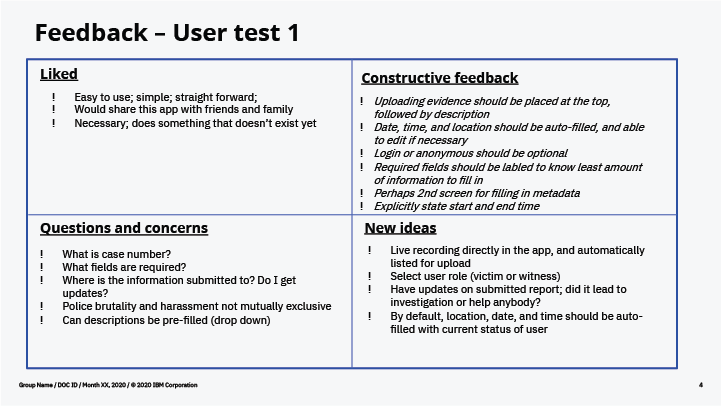 Feedback – User test 1
Liked
! Easy to use; simple; straight forward;
! Would share this app with friends and family
! Necessary; does something that doesn't exist yet
Constructive feedback
! Uploading evidence should be placed at the top,
followed by description
! Date, time, and location should be auto-filled, and able
to edit if necessary
! Login or anonymous should be optional
! Required fields should be labled to know least amount
of information to fill in
! Perhaps 2nd screen for filling in metadata
! Explicitly state start and end time
Questions and concerns
! What is case number?
! What fields are required?
! Where is the information submitted to? Do I get
updates?
! Police brutality and harassment not mutually exclusive
! Can descriptions be pre-filled (drop down)
New ideas
! Live recording directly in the app, and automatically
listed for upload
! Select user role (victim or witness)
! Have updates on submitted report; did it lead to
investigation or help anybody?
! By default, location, date, and time should be auto-
filled with current status of user
Group Name / DOC ID / Month XX, 2020 / © 2020 IBM Corporation
4